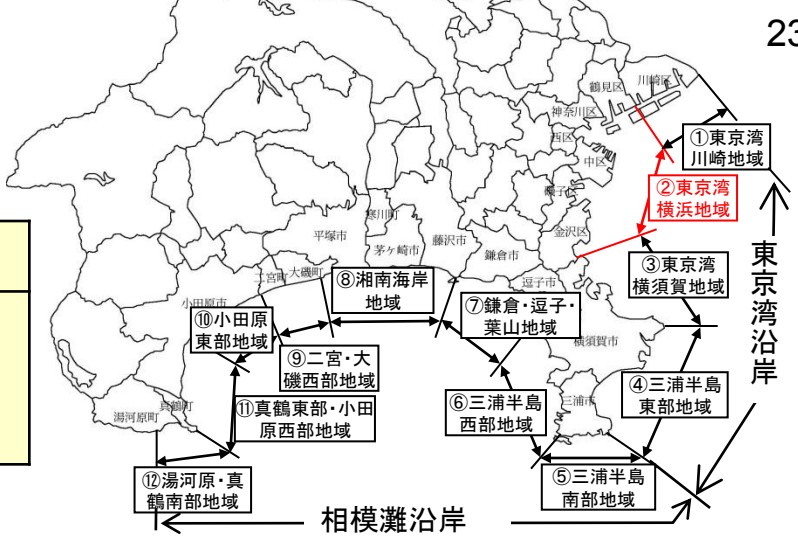 23
鶴見区
川崎区
神奈川区
西区
中区
磯子区
金沢区
①東京湾
川崎地域
②東京湾
横浜地域
③東京湾
横須賀地域
東京湾沿岸
寒川町
平塚市
茅ヶ崎市
藤沢市
鎌倉市
逗子市
二宮町
大磯町
小田原市
⑧湘南海岸
地域
⑦鎌倉・逗子・
葉山地域
⑩小田原
東部地域
横須賀市
⑨二宮・大
磯西部地域
④三浦半島
東部地域
⑥三浦半島
西部地域
三浦市
⑪真鶴東部・小田
原西部地域
真鶴町
湯河原町
⑫湯河原・真
鶴南部地域
⑤三浦半島
南部地域
相模灘沿岸